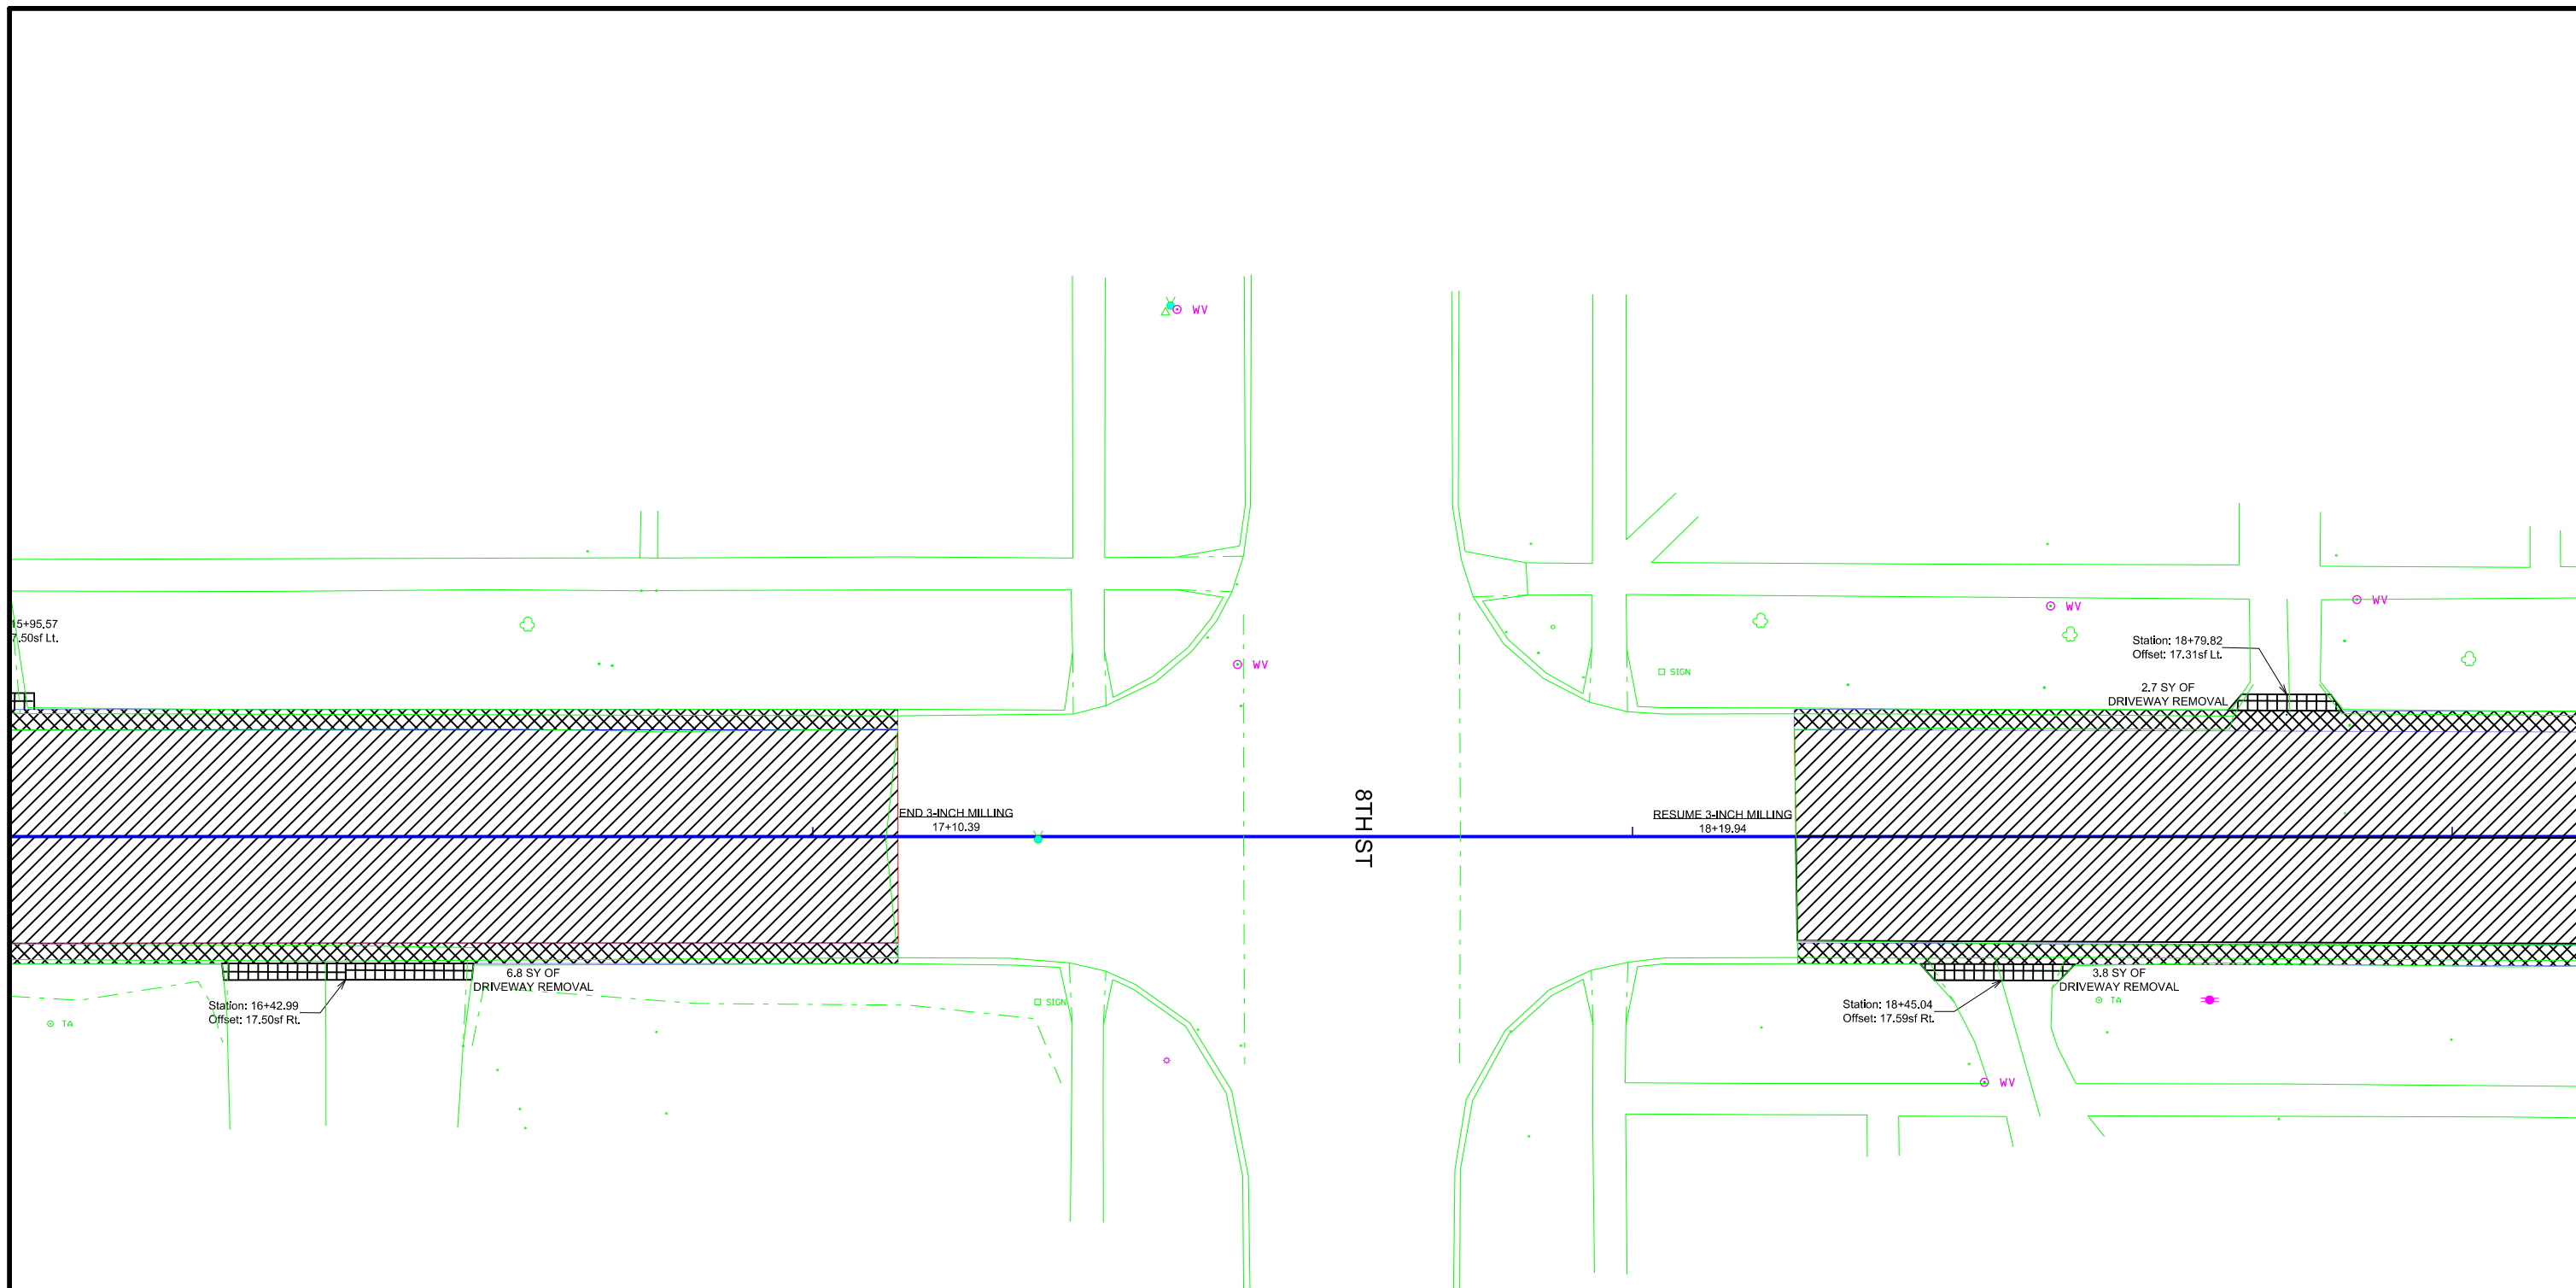 WV
15+95.57
7.50sf Lt.
WV
WV
WV
Station: 18+79.82
Offset: 17.31sf Lt.
SIGN
2.7 SY OF
DRIVEWAY REMOVAL
END 3-INCH MILLING
17+10.39
8TH ST
RESUME 3-INCH MILLING
18+19.94
6.8 SY OF
DRIVEWAY REMOVAL
Station: 16+42.99
Offset: 17.50sf Rt.
TA
SIGN
3.8 SY OF
DRIVEWAY REMOVAL
Station: 18+45.04
Offset: 17.59sf Rt.
TA
WV